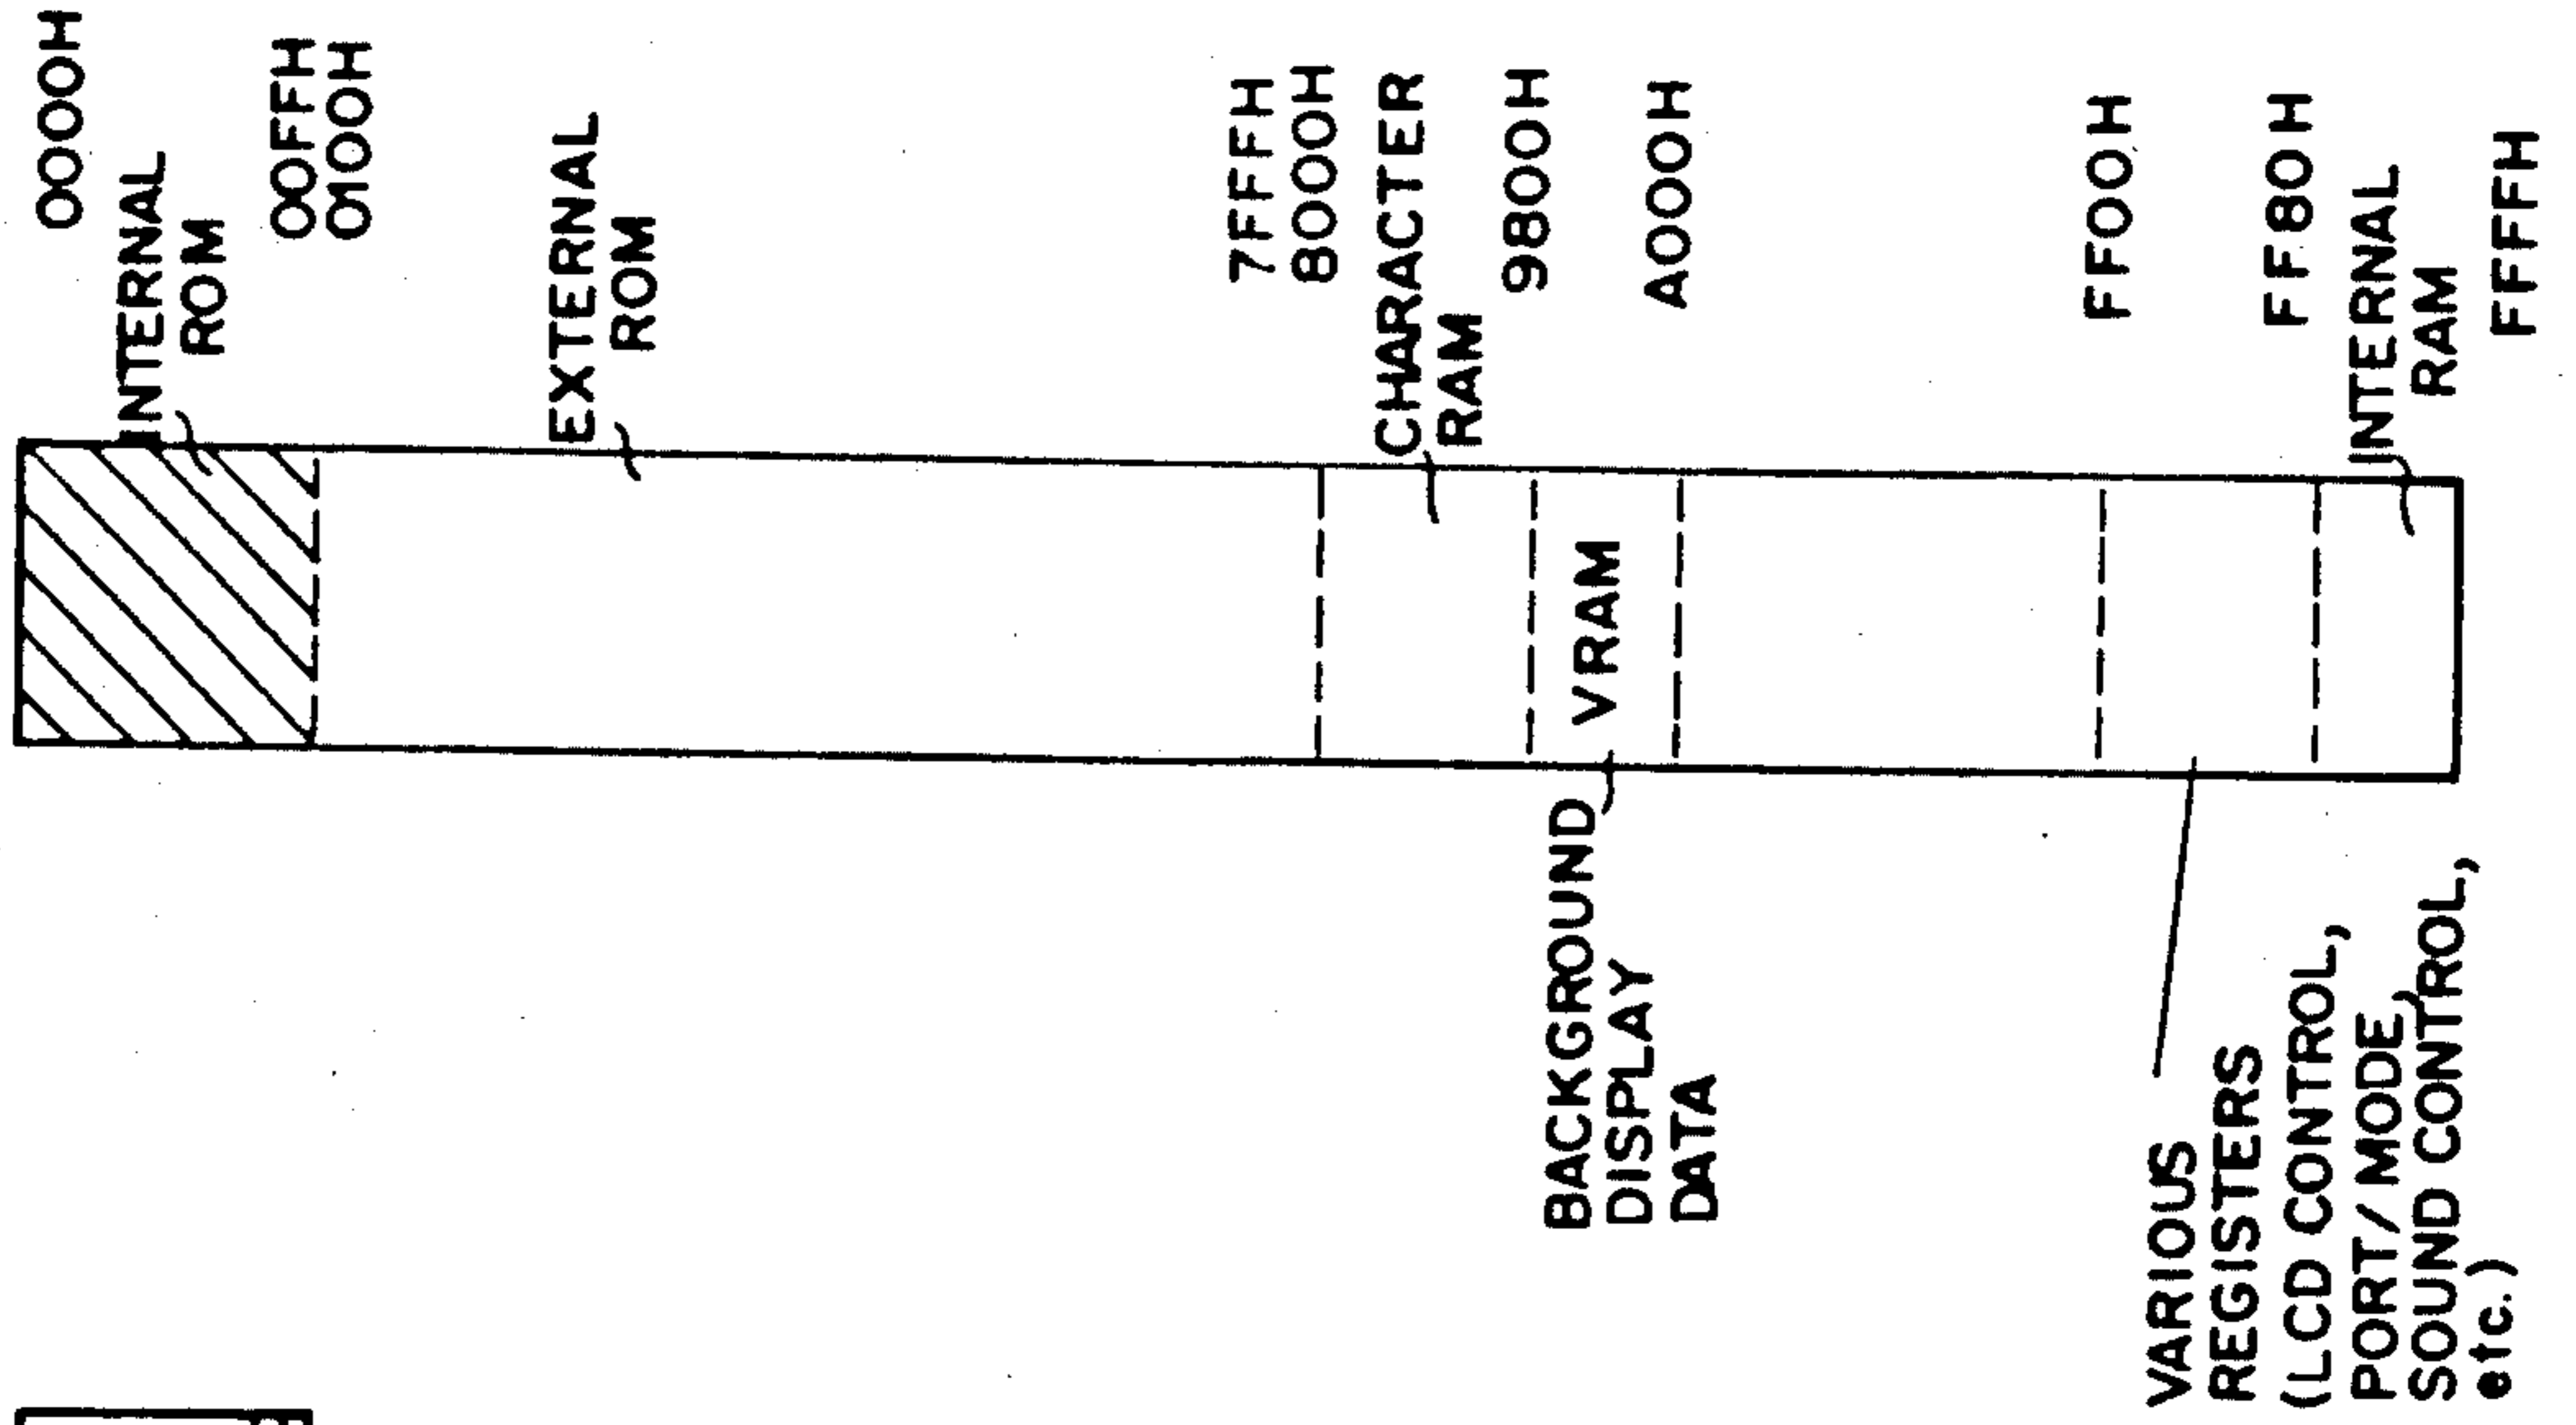 0000H
INTERNAL
ROM
00FFH
0100H
EXTERNAL
ROM
7FFFH
8000H
CHARACTER
RAM
9800H
VRAM
BACKGROUND
DISPLAY
DATA
A000H
FF00H
VARIOUS
REGISTERS
(LCD CONTROL,
PORT/MODE,
SOUND CONTROL,
etc.)
FF80H
INTERNAL
RAM
FFFFH